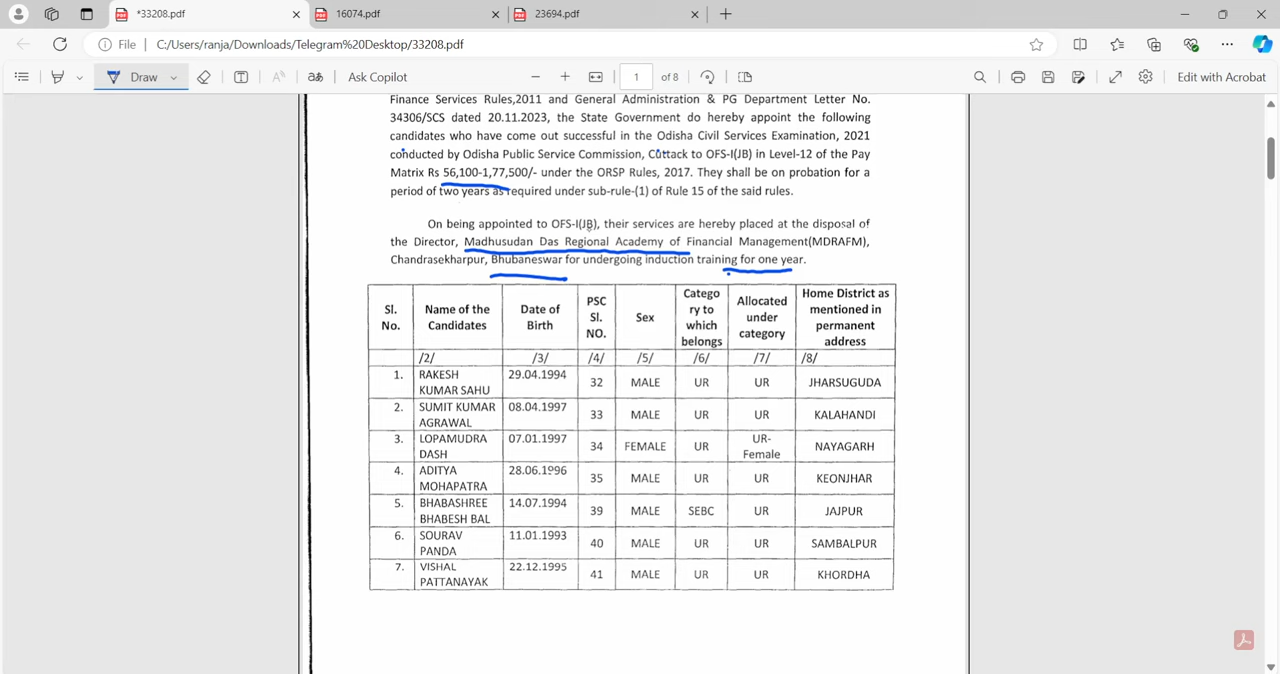 *33208.pdf
16074.pdf
23694.pdf
File C:/Users/ranja/Downloads/Telegram%20Desktop/33208.pdf
Draw
Ask Copilot
1 of 8
Edit with Acrobat
Finance Services Rules,2011 and General Administration & PG Department Letter No.
34306/SCS dated 20.11.2023, the State Government do hereby appoint the following
candidates who have come out successful in the Odisha Civil Services Examination, 2021
conducted by Odisha Public Service Commission, Cuttack to OFS-I(JB) in Level-12 of the Pay
Matrix Rs 56,100-1,77,500/- under the ORSP Rules, 2017. They shall be on probation for a
period of two years as required under sub-rule-(1) of Rule 15 of the said rules.
On being appointed to OFS-I(JB), their services are hereby placed at the disposal of
the Director, Madhusudan Das Regional Academy of Financial Management(MDRAFM),
Chandrasekharpur, Bhubaneswar for undergoing induction training for one year.
Sl. No. Name of the Candidates Date of Birth PSC Sl. NO. Sex Catego ry to which belongs Allocated under category Home District as mentioned in permanent address
/2/ /3/ /4/ /5/ /6/ /7/ /8/
1. RAKESH KUMAR SAHU 29.04.1994 32 MALE UR UR JHARSUGUDA
2. SUMIT KUMAR AGRAWAL 08.04.1997 33 MALE UR UR KALAHANDI
3. LOPAMUDRA DASH 07.01.1997 34 FEMALE UR UR- Female NAYAGARH
4. ADITYA MOHAPATRA 28.06.1996 35 MALE UR UR KEONJHAR
5. BHABASHREE BHABESH BAL 14.07.1994 39 MALE SEBC UR JAJPUR
6. SOURAV PANDA 11.01.1993 40 MALE UR UR SAMBALPUR
7. VISHAL PATTANAYAK 22.12.1995 41 MALE UR UR KHORDHA